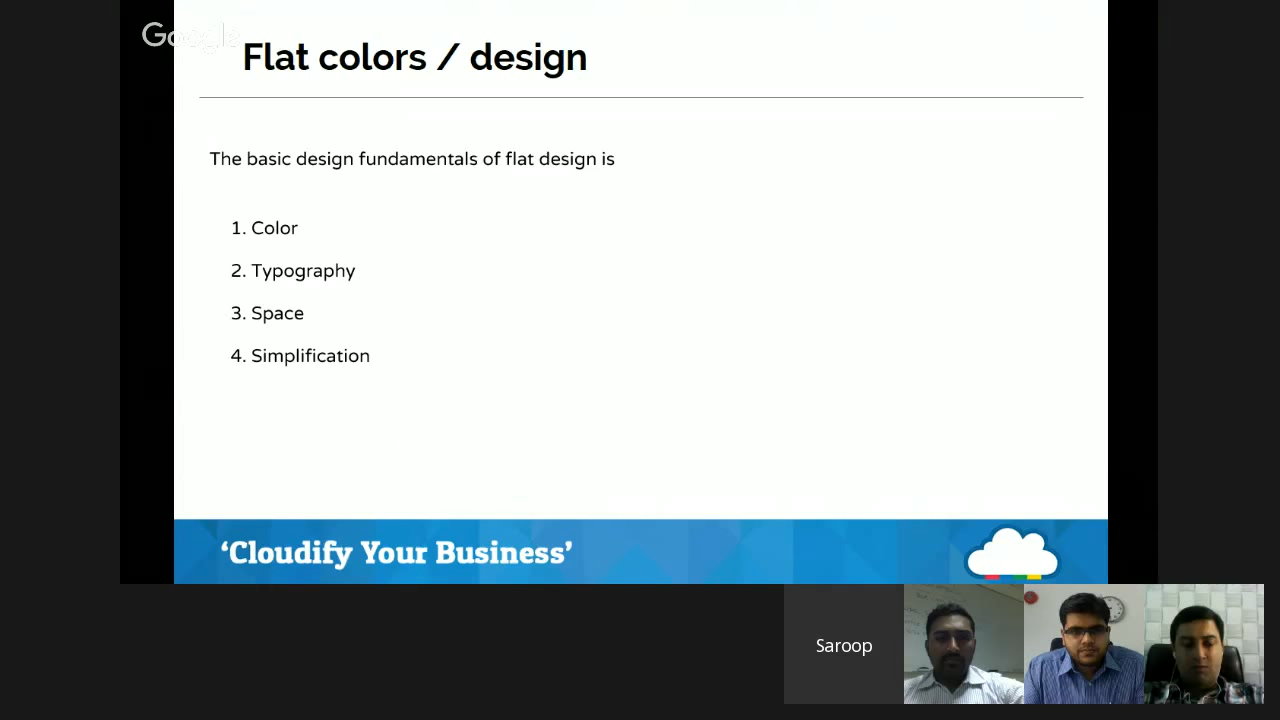 Google
Flat colors / design
The basic design fundamentals of flat design is
1. Color
2. Typography
3. Space
4. Simplification
‘Cloudify Your Business’
Saroop